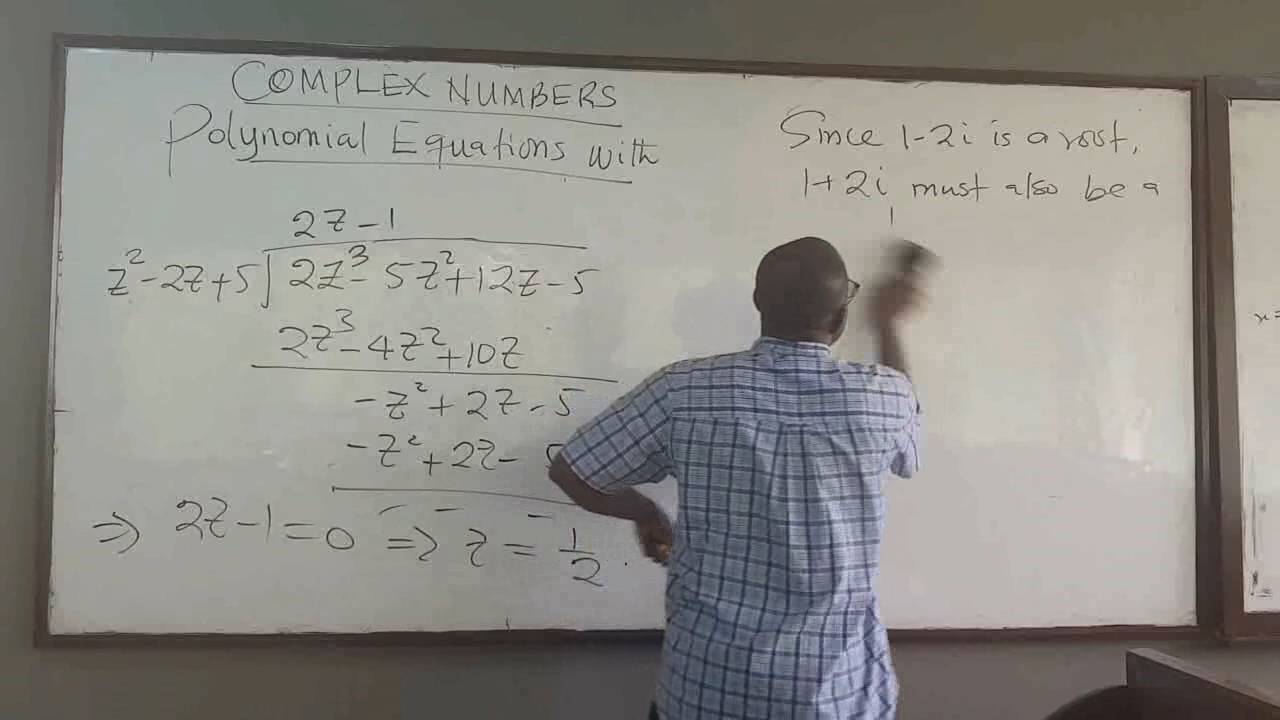 COMPLEX NUMBERS
Polynomial Equations with
2z - 1
z² - 2z + 5) 2z³ - 5z² + 12z - 5
2z³ - 4z² + 10z
- z² + 2z - 5
- z² + 2z - 5
⇒ 2z - 1 = 0 ⇒ z = 1/2.
Since 1 - 2i is a root,
1 + 2i must also be a
x =